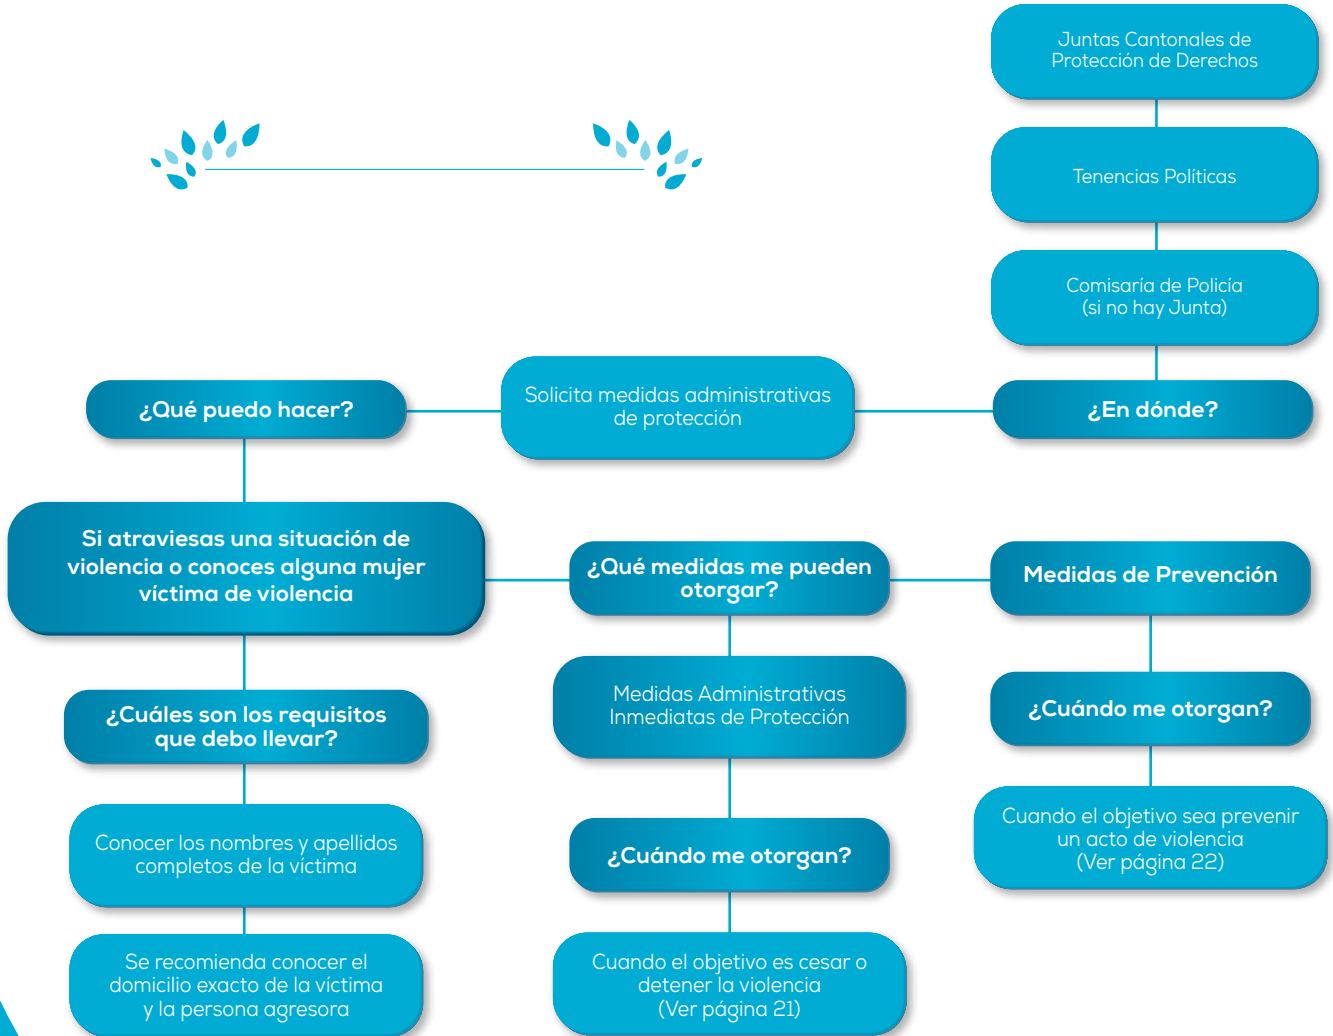 Juntas Cantonales de
Protección de Derechos
Tenencias Políticas
Comisaría de Policía
(si no hay Junta)
¿Qué puedo hacer?
Solicita medidas administrativas
de protección
¿En dónde?
Si atraviesas una situación de
violencia o conoces alguna mujer
víctima de violencia
¿Qué medidas me pueden
otorgar?
Medidas de Prevención
¿Cuáles son los requisitos
que debo llevar?
Medidas Administrativas
Inmediatas de Protección
¿Cuándo me otorgan?
Conocer los nombres y apellidos
completos de la víctima
¿Cuándo me otorgan?
Cuando el objetivo sea prevenir
un acto de violencia
(Ver página 22)
Se recomienda conocer el
domicilio exacto de la víctima
y la persona agresora
Cuando el objetivo es cesar o
detener la violencia
(Ver página 21)